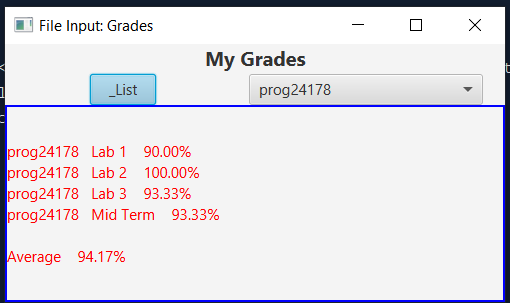 File Input: Grades
My Grades
_List prog24178
prog24178 Lab 1 90.00%
prog24178 Lab 2 100.00%
prog24178 Lab 3 93.33%
prog24178 Mid Term 93.33%
Average 94.17%